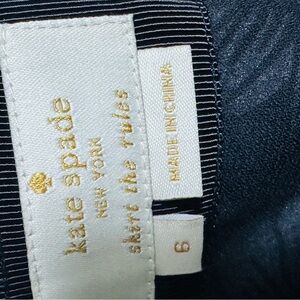 kate spade
NEW YORK
skirt the rules
MADE IN CHINA
6